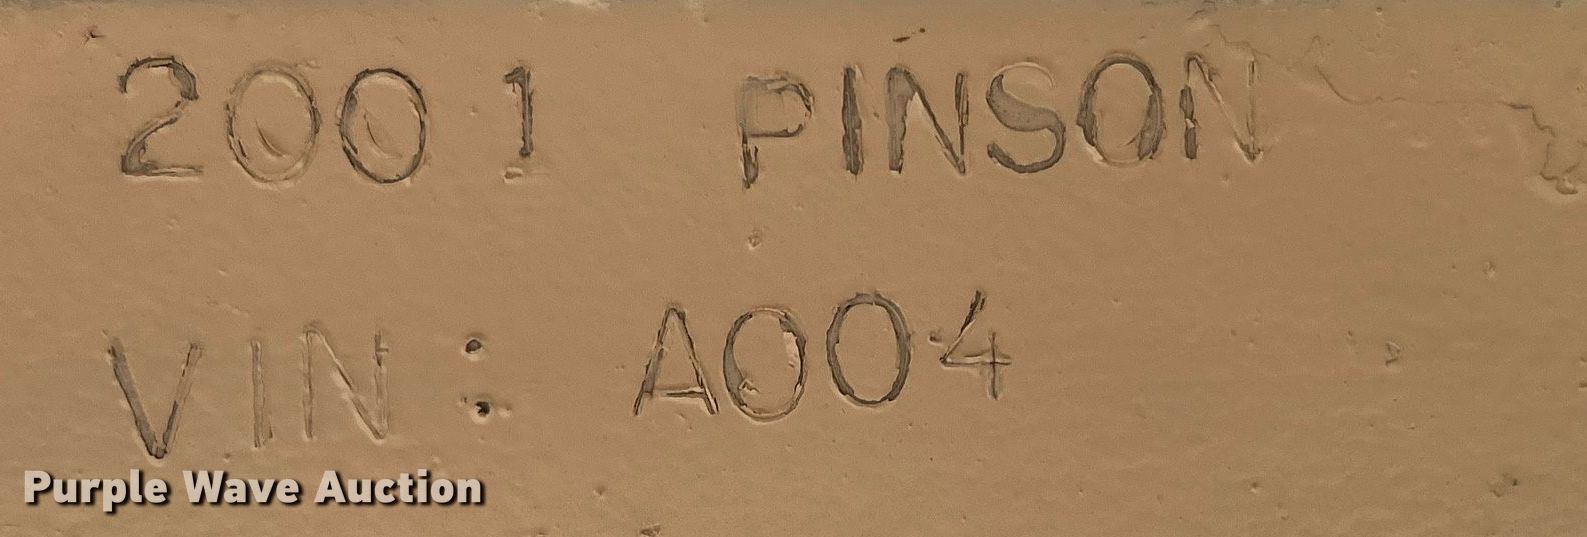 2001 PINSON
VIN: A004
Purple Wave Auction